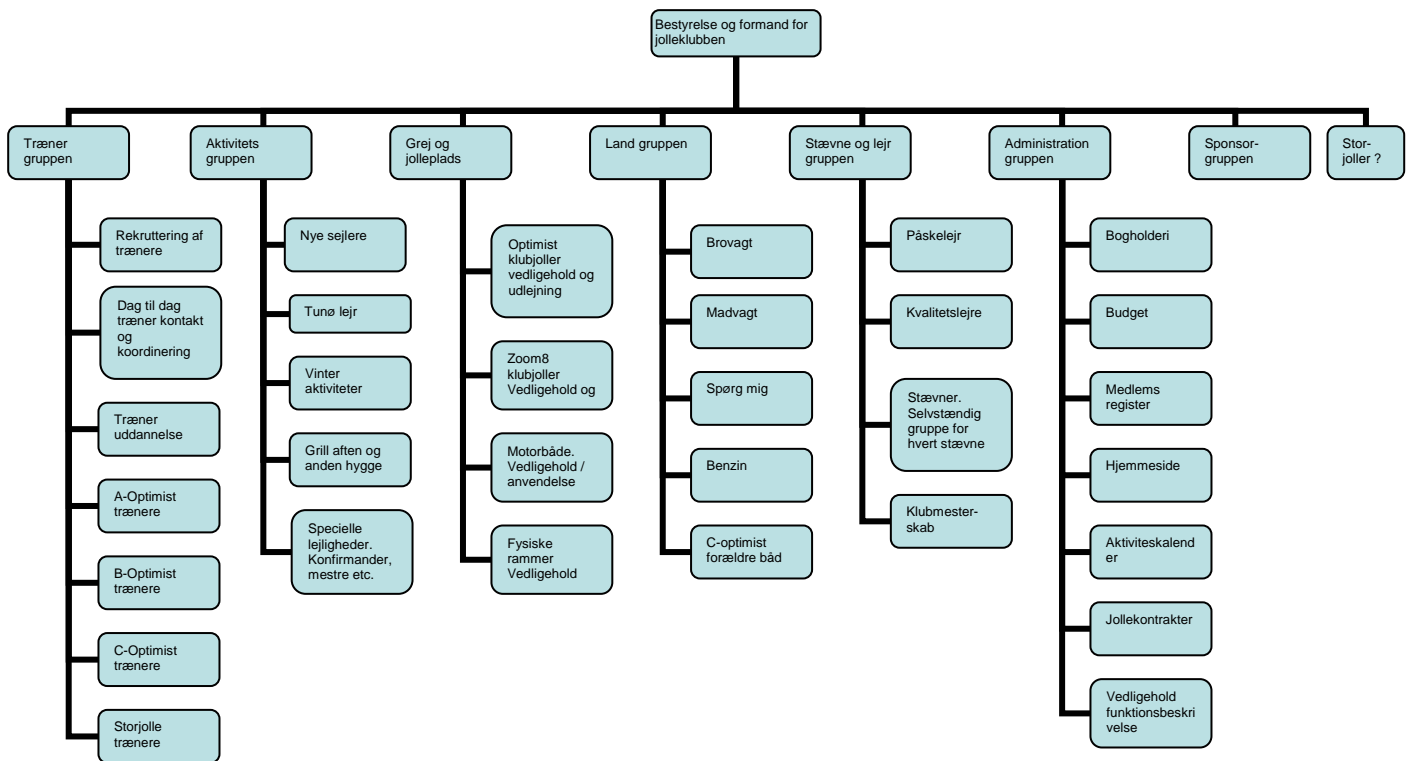 Bestyrelse og formand for
jolleklubben
Træner
gruppen
Rekruttering af
trænere
Dag til dag
træner kontakt
og
koordinering
Træner
uddannelse
A-Optimist
trænere
B-Optimist
trænere
C-Optimist
trænere
Storjolle
trænere
Aktivitets
gruppen
Nye sejlere
Tunø lejr
Vinter
aktiviteter
Grill aften og
anden hygge
Specielle
lejligheder.
Konfirmander,
mestre etc.
Grej og
jolleplads
Optimist
klubjoller
vedligehold og
udlejning
Zoom8
klubjoller
Vedligehold og
Motorbåde.
Vedligehold /
anvendelse
Fysiske
rammer
Vedligehold
Land gruppen
Brovagt
Madvagt
Spørg mig
Benzin
C-optimist
forældre båd
Stævne og lejr
gruppen
Påskelejr
Kvalitetslejre
Stævner.
Selvstændig
gruppe for
hvert stævne
Klubmester-
skab
Administration
gruppen
Bogholderi
Budget
Medlems
register
Hjemmeside
Aktiviteskalend
er
Jollekontrakter
Vedligehold
funktionsbeskri
velse
Sponsor-
gruppen
Stor-
joller ?